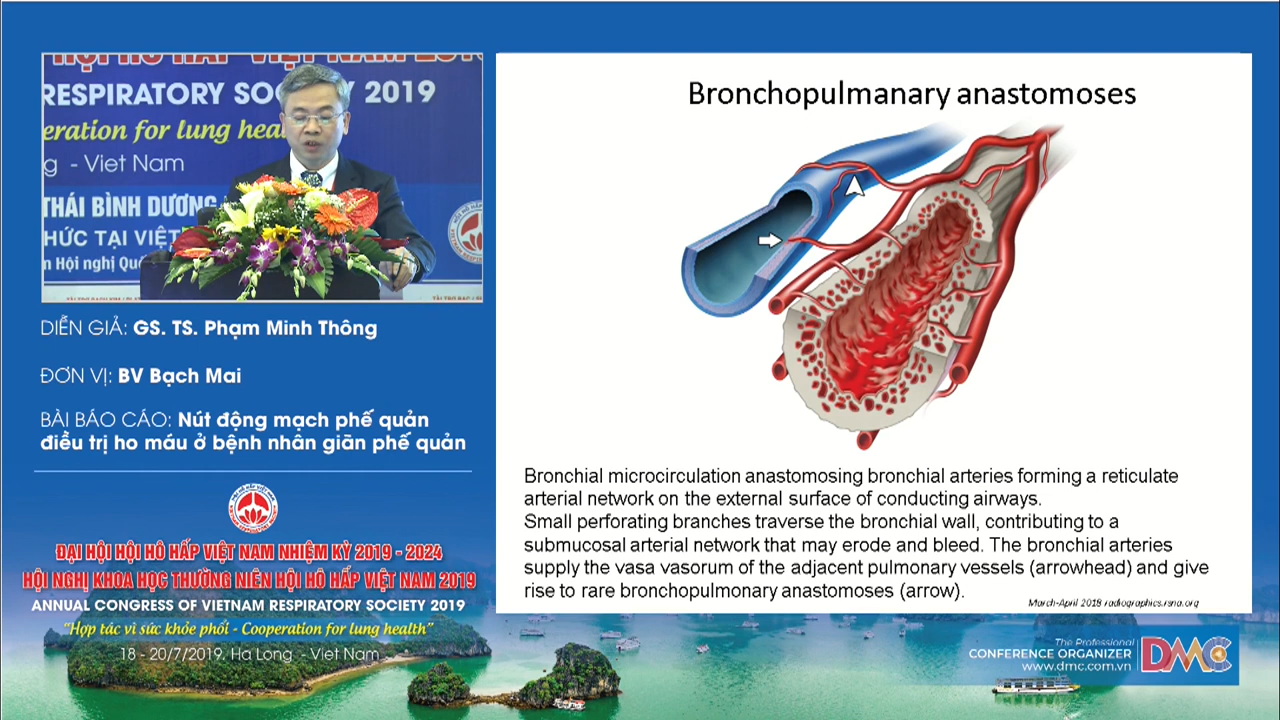 RESPIRATORY SO Y 2019
eration for lung heal
g - Viet Nam
THÁI BÌNH DƯƠNG
HỨC TẠI VIỆT
n Hội nghị Qu
DIỄN GIẢ: GS. TS. Phạm Minh Thông
ĐƠN VỊ: BV Bạch Mai
BÀI BÁO CÁO: Nút động mạch phế quản
điều trị ho máu ở bệnh nhân giãn phế quản
ĐẠI HỘI HỘI HÔ HẤP VIỆT NAM NHIỆM KỲ 2019 - 2024
HỘI NGHỊ KHOA HỌC THƯỜNG NIÊN HỘI HÔ HẤP VIỆT NAM 2019
ANNUAL CONGRESS OF VIETNAM RESPIRATORY SOCIETY 2019
"Hợp tác vì sức khỏe phổi - Cooperation for lung health"
18 - 20/7/2019. Ha Long - Viet Nam
Bronchopulmanary anastomoses
Bronchial microcirculation anastomosing bronchial arteries forming a reticulate
arterial network on the external surface of conducting airways.
Small perforating branches traverse the bronchial wall, contributing to a
submucosal arterial network that may erode and bleed. The bronchial arteries
supply the vasa vasorum of the adjacent pulmonary vessels (arrowhead) and give
rise to rare bronchopulmonary anastomoses (arrow).
March-April 2018 radiographics.rsna.org
The Professional
CONFERENCE ORGANIZER
www.dmc.com.vn
DMC